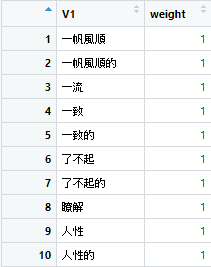 V1 weight
1 一帆風順 1
2 一帆風順的 1
3 一流 1
4 一致 1
5 一致的 1
6 了不起 1
7 了不起的 1
8 瞭解 1
9 人性 1
10 人性的 1